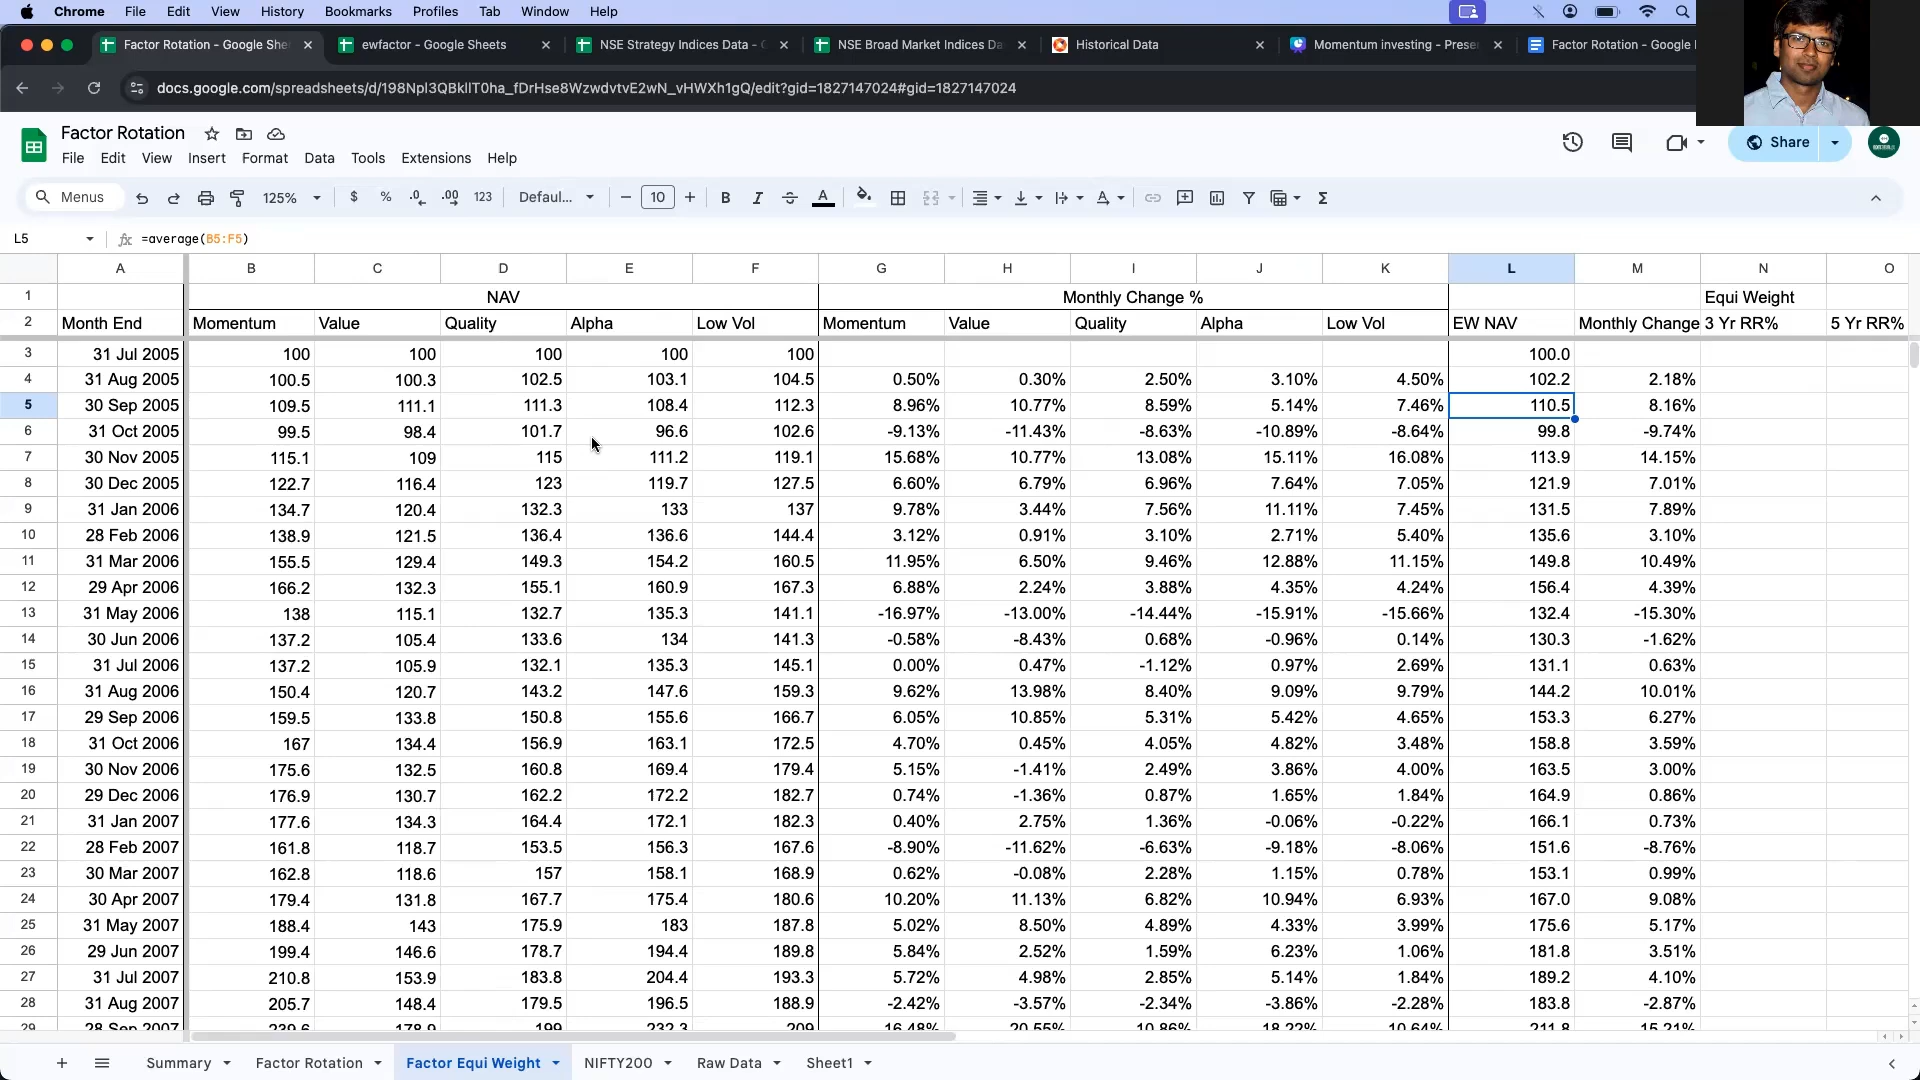 Chrome File Edit View History Bookmarks Profiles Tab Window Help
Factor Rotation - Google She ewfactor - Google Sheets NSE Strategy Indices Data - NSE Broad Market Indices Da Historical Data Momentum investing - Prese Factor Rotation - Google
docs.google.com/spreadsheets/d/198Npl3QBkllT0ha_fDrHse8WzwdvtvE2wN_vHWXh1gQ/edit?gid=1827147024#gid=1827147024
Factor Rotation
File Edit View Insert Format Data Tools Extensions Help
Share
Menus 125% $ % .0 .00 123 Defaul... − 10 + B I A Σ
L5 fx =average(B5:F5)
A B C D E F G H I J K L M N O
1 NAV Monthly Change % Equi Weight
2 Month End Momentum Value Quality Alpha Low Vol Momentum Value Quality Alpha Low Vol EW NAV Monthly Change 3 Yr RR% 5 Yr RR%
3 31 Jul 2005 100 100 100 100 100 100.0
4 31 Aug 2005 100.5 100.3 102.5 103.1 104.5 0.50% 0.30% 2.50% 3.10% 4.50% 102.2 2.18%
5 30 Sep 2005 109.5 111.1 111.3 108.4 112.3 8.96% 10.77% 8.59% 5.14% 7.46% 110.5 8.16%
6 31 Oct 2005 99.5 98.4 101.7 96.6 102.6 -9.13% -11.43% -8.63% -10.89% -8.64% 99.8 -9.74%
7 30 Nov 2005 115.1 109 115 111.2 119.1 15.68% 10.77% 13.08% 15.11% 16.08% 113.9 14.15%
8 30 Dec 2005 122.7 116.4 123 119.7 127.5 6.60% 6.79% 6.96% 7.64% 7.05% 121.9 7.01%
9 31 Jan 2006 134.7 120.4 132.3 133 137 9.78% 3.44% 7.56% 11.11% 7.45% 131.5 7.89%
10 28 Feb 2006 138.9 121.5 136.4 136.6 144.4 3.12% 0.91% 3.10% 2.71% 5.40% 135.6 3.10%
11 31 Mar 2006 155.5 129.4 149.3 154.2 160.5 11.95% 6.50% 9.46% 12.88% 11.15% 149.8 10.49%
12 29 Apr 2006 166.2 132.3 155.1 160.9 167.3 6.88% 2.24% 3.88% 4.35% 4.24% 156.4 4.39%
13 31 May 2006 138 115.1 132.7 135.3 141.1 -16.97% -13.00% -14.44% -15.91% -15.66% 132.4 -15.30%
14 30 Jun 2006 137.2 105.4 133.6 134 141.3 -0.58% -8.43% 0.68% -0.96% 0.14% 130.3 -1.62%
15 31 Jul 2006 137.2 105.9 132.1 135.3 145.1 0.00% 0.47% -1.12% 0.97% 2.69% 131.1 0.63%
16 31 Aug 2006 150.4 120.7 143.2 147.6 159.3 9.62% 13.98% 8.40% 9.09% 9.79% 144.2 10.01%
17 29 Sep 2006 159.5 133.8 150.8 155.6 166.7 6.05% 10.85% 5.31% 5.42% 4.65% 153.3 6.27%
18 31 Oct 2006 167 134.4 156.9 163.1 172.5 4.70% 0.45% 4.05% 4.82% 3.48% 158.8 3.59%
19 30 Nov 2006 175.6 132.5 160.8 169.4 179.4 5.15% -1.41% 2.49% 3.86% 4.00% 163.5 3.00%
20 29 Dec 2006 176.9 130.7 162.2 172.2 182.7 0.74% -1.36% 0.87% 1.65% 1.84% 164.9 0.86%
21 31 Jan 2007 177.6 134.3 164.4 172.1 182.3 0.40% 2.75% 1.36% -0.06% -0.22% 166.1 0.73%
22 28 Feb 2007 161.8 118.7 153.5 156.3 167.6 -8.90% -11.62% -6.63% -9.18% -8.06% 151.6 -8.76%
23 30 Mar 2007 162.8 118.6 157 158.1 168.9 0.62% -0.08% 2.28% 1.15% 0.78% 153.1 0.99%
24 30 Apr 2007 179.4 131.8 167.7 175.4 180.6 10.20% 11.13% 6.82% 10.94% 6.93% 167.0 9.08%
25 31 May 2007 188.4 143 175.9 183 187.8 5.02% 8.50% 4.89% 4.33% 3.99% 175.6 5.17%
26 29 Jun 2007 199.4 146.6 178.7 194.4 189.8 5.84% 2.52% 1.59% 6.23% 1.06% 181.8 3.51%
27 31 Jul 2007 210.8 153.9 183.8 204.4 193.3 5.72% 4.98% 2.85% 5.14% 1.84% 189.2 4.10%
28 31 Aug 2007 205.7 148.4 179.5 196.5 188.9 -2.42% -3.57% -2.34% -3.86% -2.28% 183.8 -2.87%
29 28 Sep 2007 239.6 178.9 199 232.3 209 16.48% 20.55% 10.86% 18.22% 10.64% 211.8 15.21%
+ Summary Factor Rotation Factor Equi Weight NIFTY200 Raw Data Sheet1